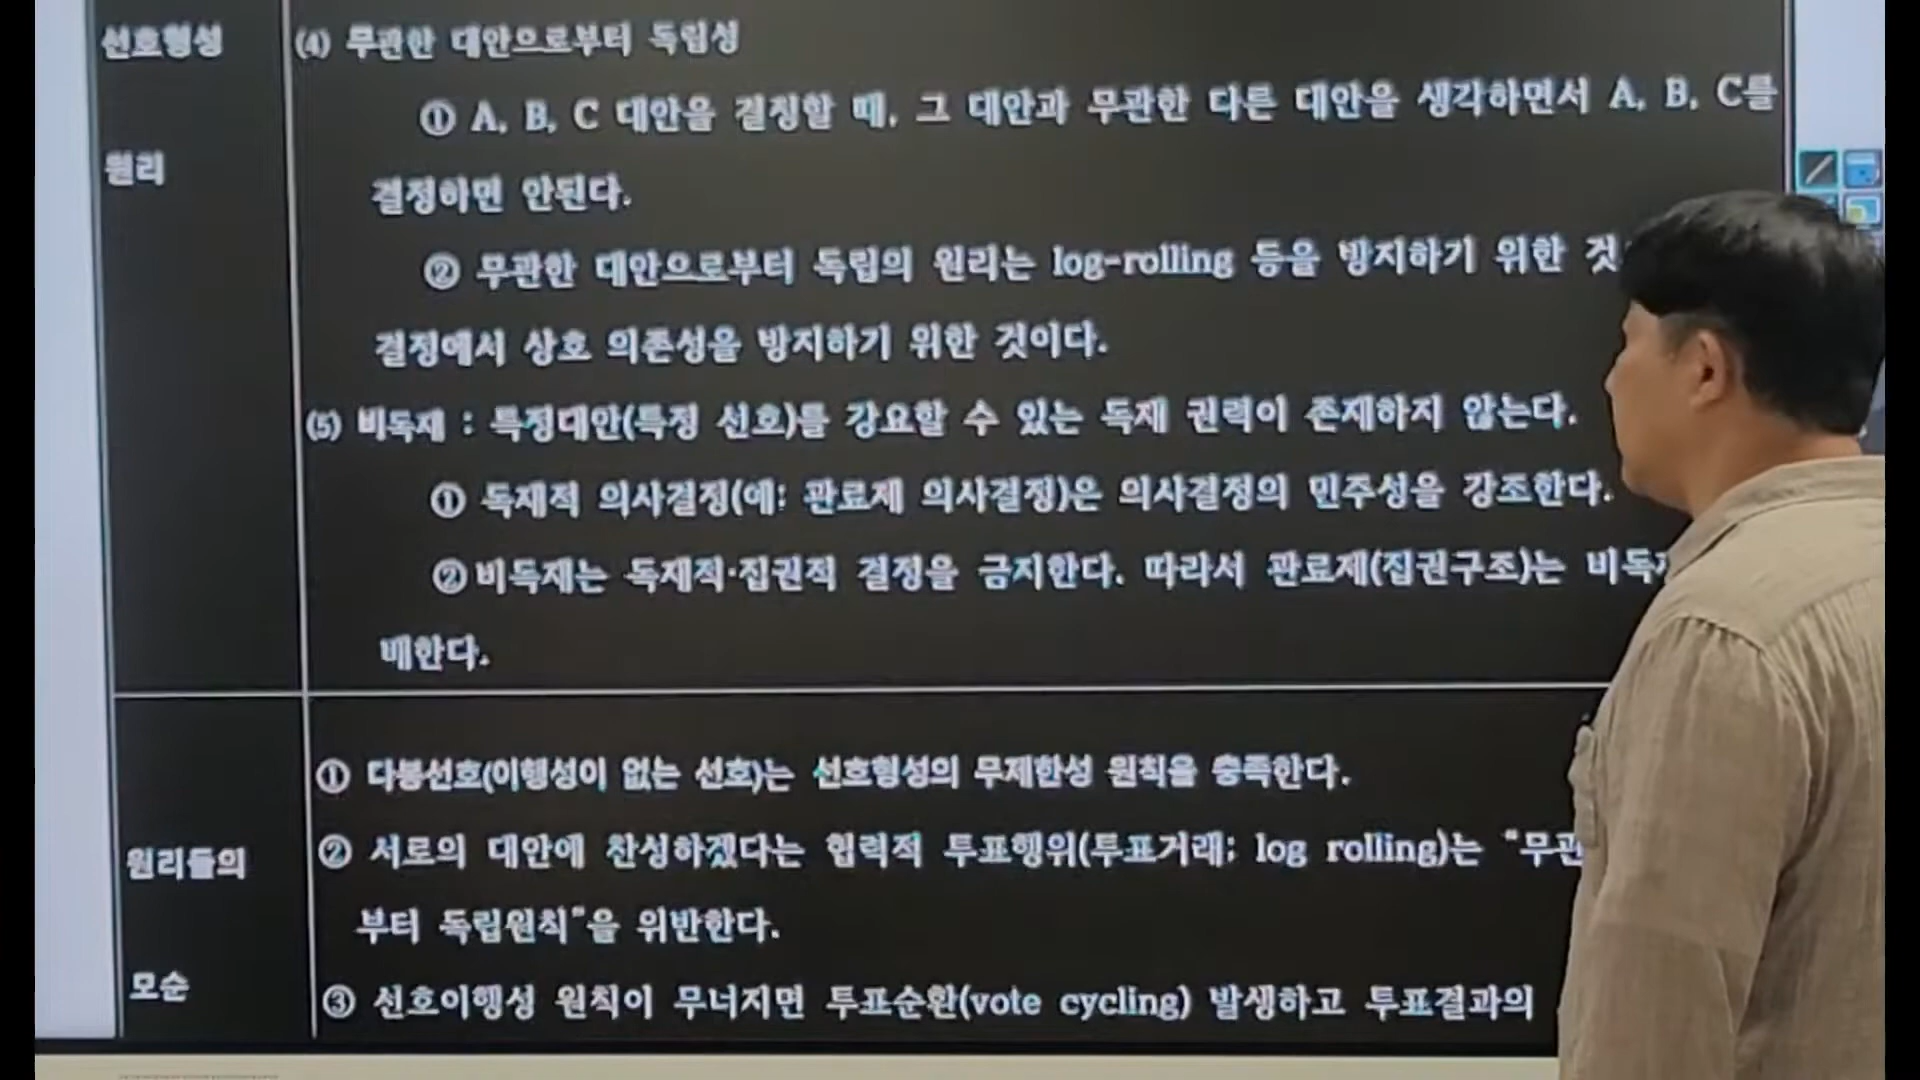 선호형성
(4) 무관한 대안으로부터 독립성
① A, B, C 대안을 결정할 때, 그 대안과 무관한 다른 대안을 생각하면서 A, B, C를
원리
결정하면 안된다.
② 무관한 대안으로부터 독립의 원리는 log-rolling 등을 방지하기 위한
결정에서 상호 의존성을 방지하기 위한 것이다.
(5) 비독재 : 특정대안(특정 선호)를 강요할 수 있는 독재 권력이 존재하지 않는다.
① 독재적 의사결정(예: 관료제 의사결정)은 의사결정의 민주성을 강조한다.
② 비독재는 독재적·집권적 결정을 금지한다. 따라서 관료제(집권구조)는
배한다.
① 다봉선호(이행성이 없는 선호)는 선호형성의 무제한성 원칙을 충족한다.
원리들의
② 서로의 대안에 찬성하겠다는 협력적 투표행위(투표거래; log rolling)는
부터 독립원칙"을 위반한다.
모순
③ 선호이행성 원칙이 무너지면 투표순환(vote cycling) 발생하고 투표결과의